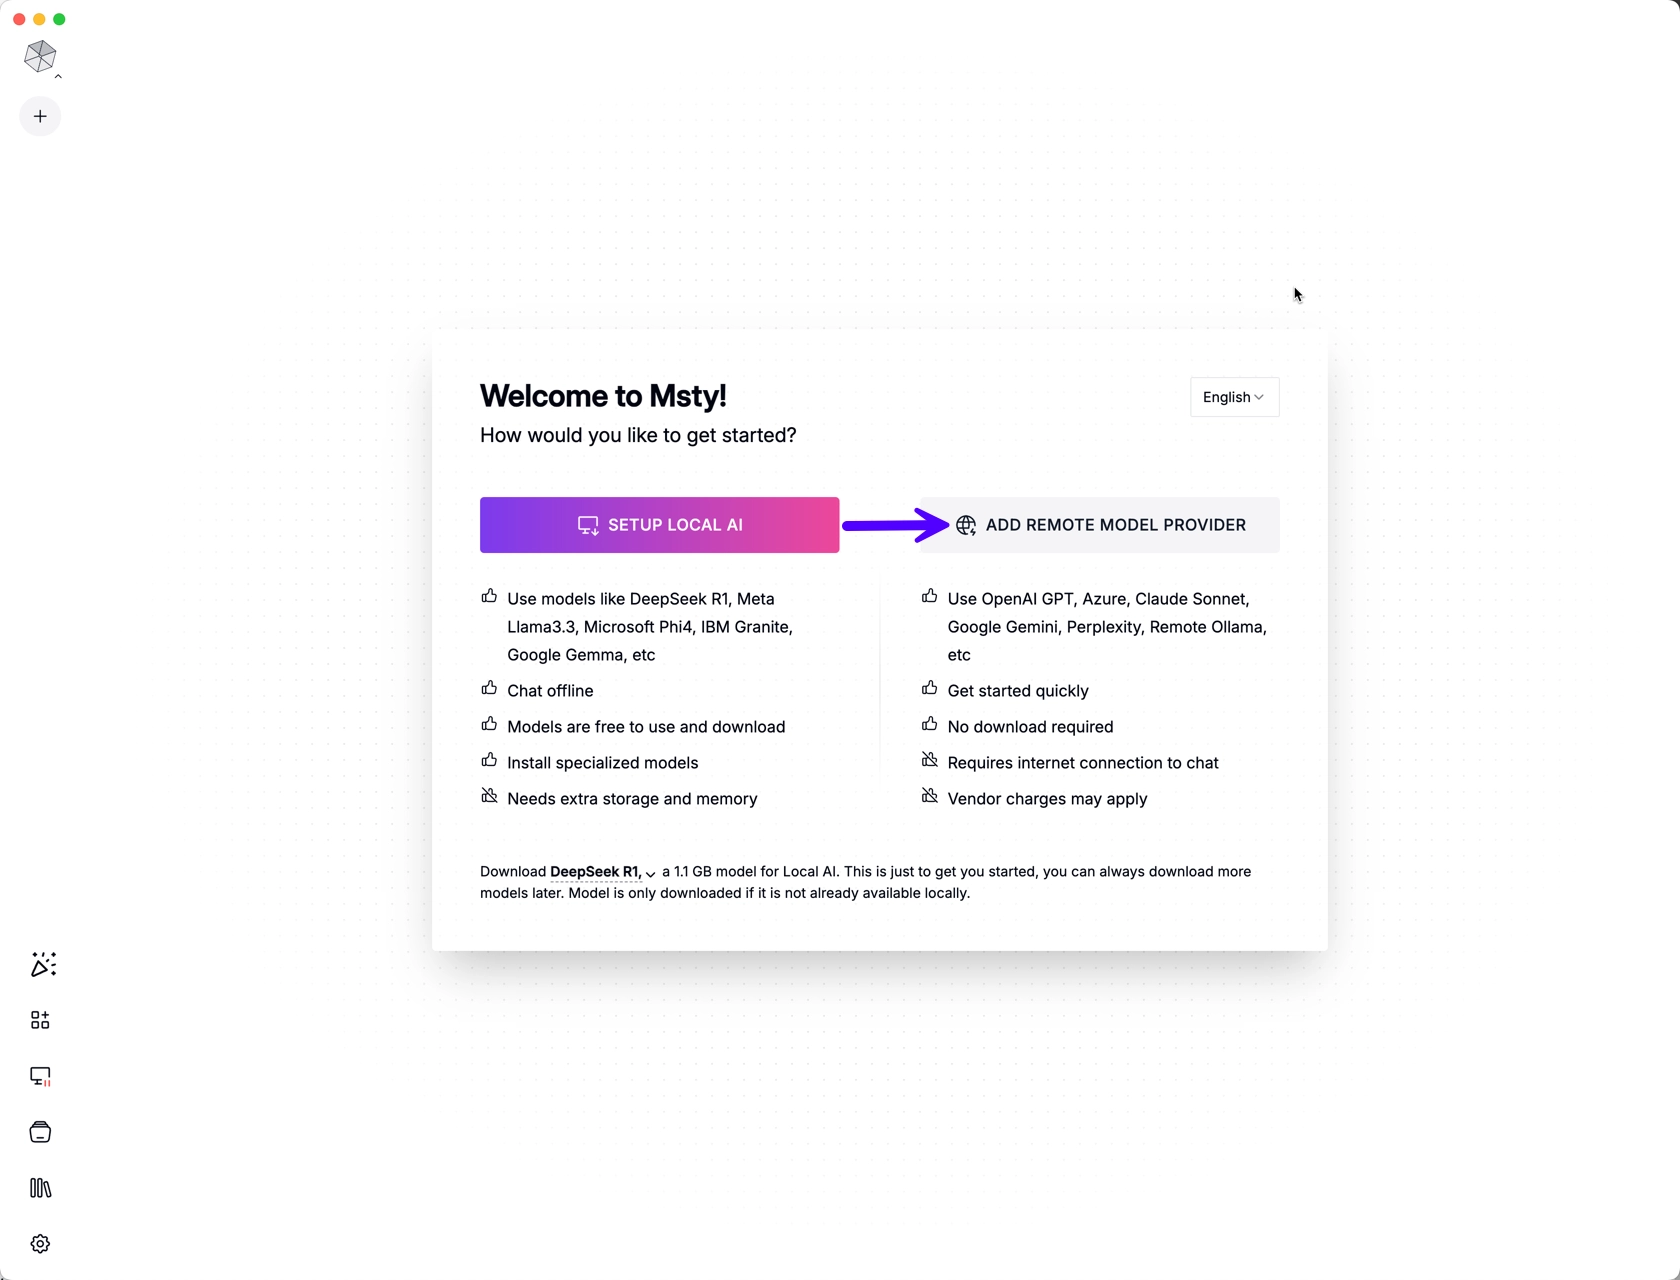 Welcome to Msty!
English
How would you like to get started?
SETUP LOCAL AI
ADD REMOTE MODEL PROVIDER
Use models like DeepSeek R1, Meta
Llama3.3, Microsoft Phi4, IBM Granite,
Google Gemma, etc
Chat offline
Models are free to use and download
Install specialized models
Needs extra storage and memory
Use OpenAI GPT, Azure, Claude Sonnet,
Google Gemini, Perplexity, Remote Ollama,
etc
Get started quickly
No download required
Requires internet connection to chat
Vendor charges may apply
Download DeepSeek R1, a 1.1 GB model for Local AI. This is just to get you started, you can always download more
models later. Model is only downloaded if it is not already available locally.